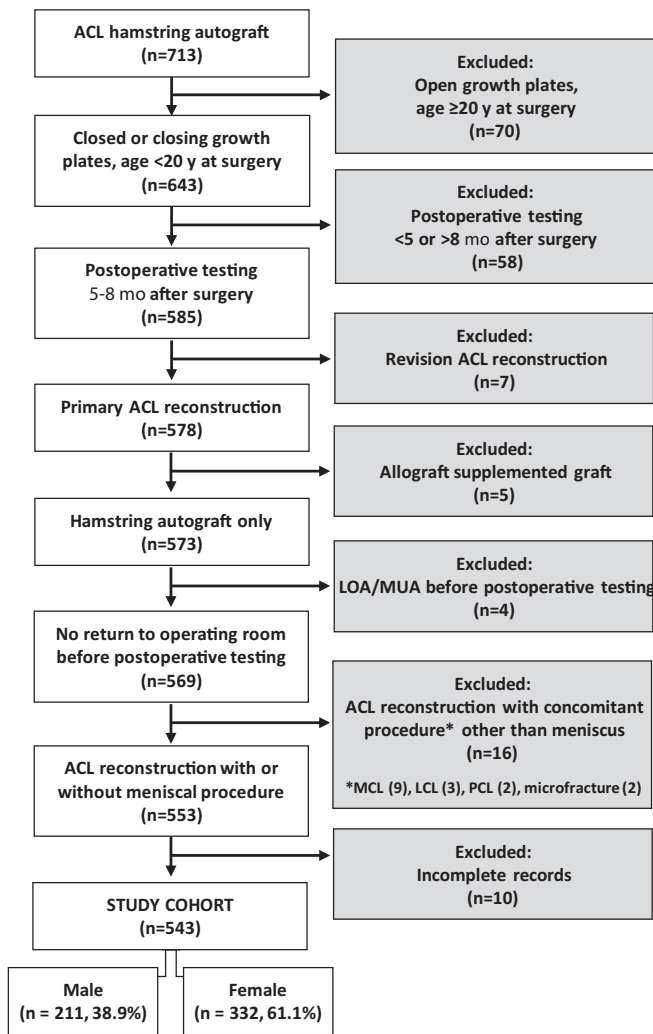 ACL hamstring autograft
(n=713)
Excluded:
Open growth plates,
age ≥20 y at surgery
(n=70)
Closed or closing growth
plates, age <20 y at surgery
(n=643)
Excluded:
Postoperative testing
<5 or >8 mo after surgery
(n=58)
Postoperative testing
5-8 mo after surgery
(n=585)
Excluded:
Revision ACL reconstruction
(n=7)
Primary ACL reconstruction
(n=578)
Excluded:
Allograft supplemented graft
(n=5)
Hamstring autograft only
(n=573)
Excluded:
LOA/MUA before postoperative testing
(n=4)
No return to operating room
before postoperative testing
(n=569)
Excluded:
ACL reconstruction with concomitant
procedure* other than meniscus
(n=16)
*MCL (9), LCL (3), PCL (2), microfracture (2)
ACL reconstruction with or
without meniscal procedure
(n=553)
Excluded:
Incomplete records
(n=10)
STUDY COHORT
(n=543)
Male
(n = 211, 38.9%)
Female
(n = 332, 61.1%)